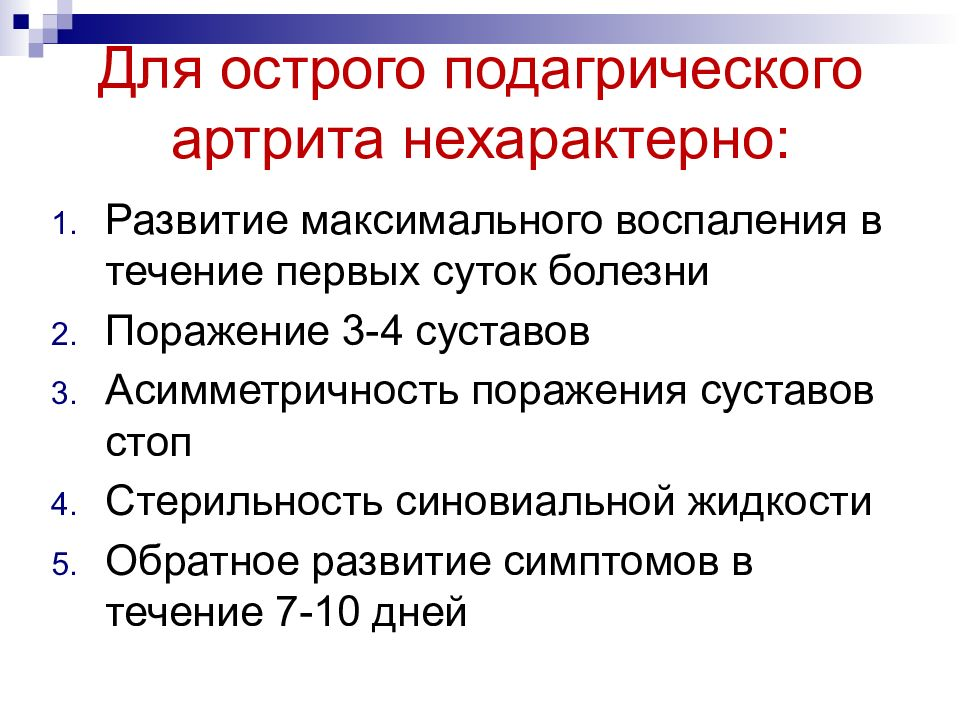 Для острого подагрического
артрита нехарактерно:
1. Развитие максимального воспаления в
течение первых суток болезни
2. Поражение 3-4 суставов
3. Асимметричность поражения суставов
стоп
4. Стерильность синовиальной жидкости
5. Обратное развитие симптомов в
течение 7-10 дней